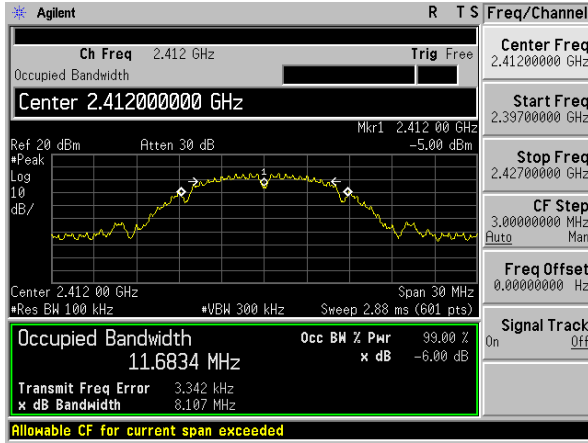 Agilent R T S Freq/Channel
Ch Freq 2.412 GHz Trig Free
Occupied Bandwidth
Center 2.412000000 GHz
Mkr1 2.412 00 GHz
Ref 20 dBm Atten 30 dB -5.00 dBm
#Peak
Log
10
dB/
1
Center 2.412 00 GHz Span 30 MHz
#Res BW 100 kHz #VBW 300 kHz Sweep 2.88 ms (601 pts)
Occupied Bandwidth Occ BW % Pwr 99.00 %
11.6834 MHz x dB -6.00 dB
Transmit Freq Error 3.342 kHz
x dB Bandwidth 8.107 MHz
Allowable CF for current span exceeded
Center Freq
2.41200000 GHz
Start Freq
2.39700000 GHz
Stop Freq
2.42700000 GHz
CF Step
3.00000000 MHz
Auto Man
Freq Offset
0.00000000 Hz
Signal Track
On Off